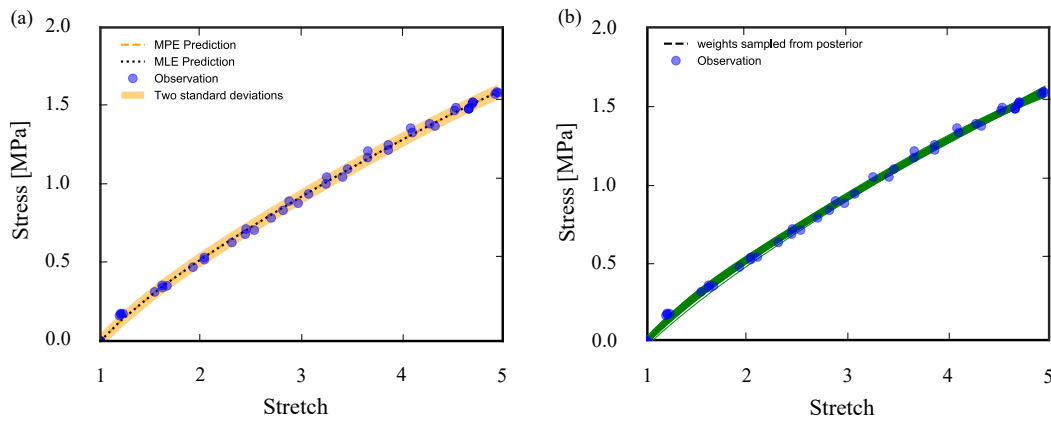 (a)
2.0
1.5
1.0
0.5
0.0
Stress [MPa]
MPE Prediction
MLE Prediction
Observation
Two standard deviations
1 2 3 4 5
Stretch
(b)
2.0
1.5
1.0
0.5
0.0
Stress [MPa]
weights sampled from posterior
Observation
1 2 3 4 5
Stretch